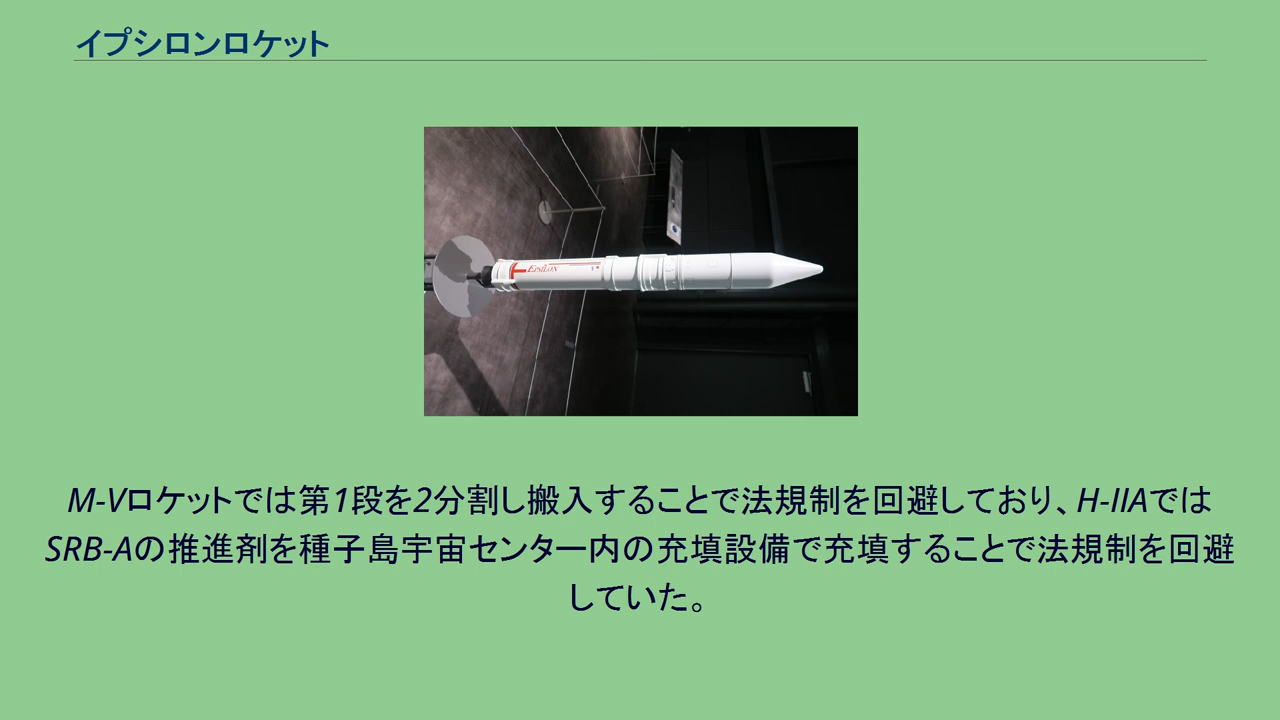 イプシロンロケット
EPSILON
M-Vロケットでは第1段を2分割し搬入することで法規制を回避しており、H-IIAでは
SRB-Aの推進剤を種子島宇宙センター内の充填設備で充填することで法規制を回避
していた。